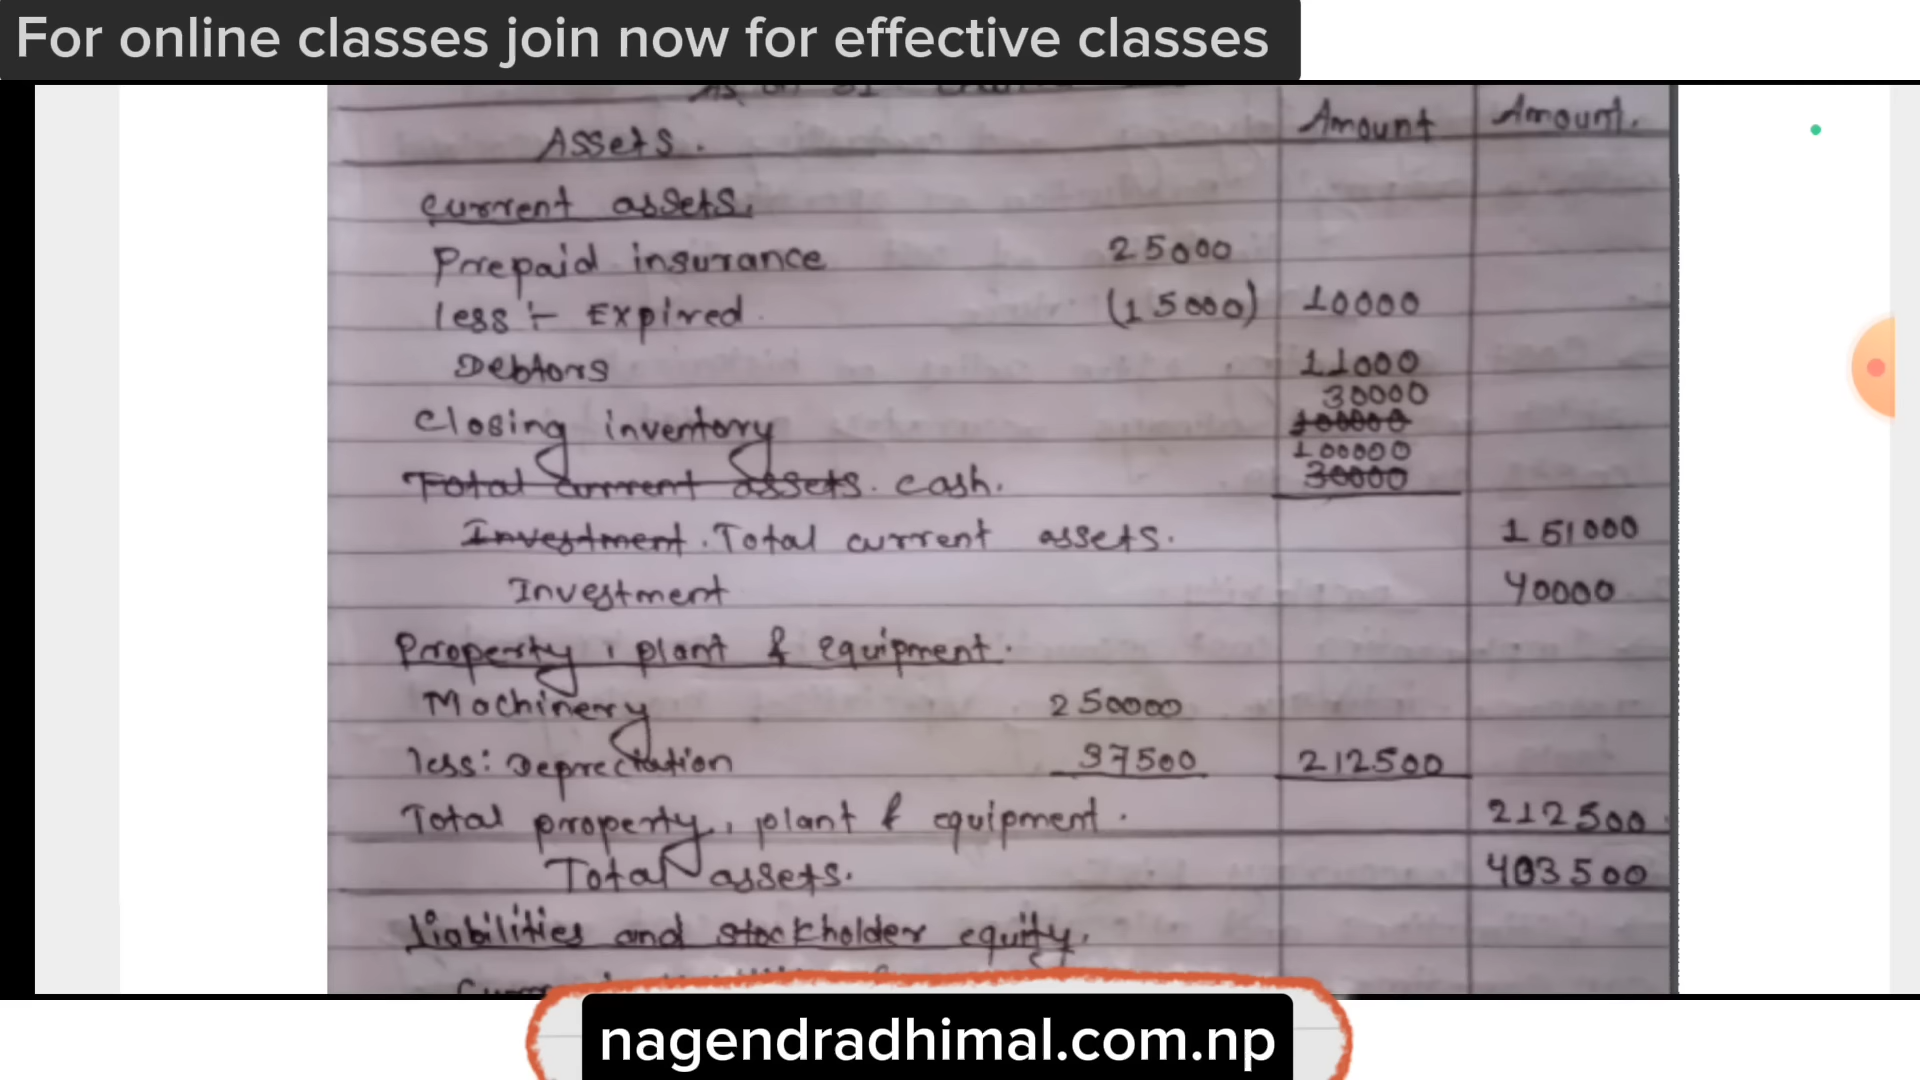 For online classes join now for effective classes
Assets. Amount Amount.
Current assets.
Prepaid insurance 25000
less :- Expired (15000) 10000
Debtors 11000
30000
Closing inventory 100000
100000
Total current assets. cash. 30000
Investment. Total current assets. 151000
Investment 40000
Property, plant & equipment.
Machinery 250000
less: Depreciation 37500 212500
Total property, plant & equipment. 212500
Total assets. 403500
Liabilities and stockholder equity.
nagendradhimal.com.np